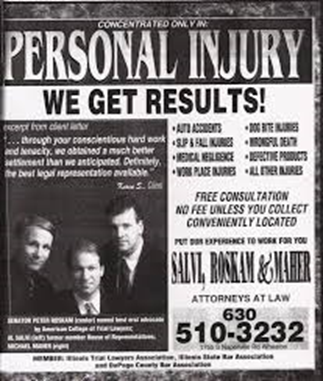 CONCENTRATED ONLY IN:
PERSONAL INJURY
WE GET RESULTS!
excerpt from client letter
". . . through your conscientious hard work
and tenacity, we obtained a much better
settlement than we anticipated. Definitely,
the best legal representation available."
Karen S., Client
• AUTO ACCIDENTS
• SLIP & FALL INJURIES
• MEDICAL NEGLIGENCE
• WORK PLACE INJURIES
• DOG BITE INJURIES
• WRONGFUL DEATH
• DEFECTIVE PRODUCTS
• ALL OTHER INJURIES
FREE CONSULTATION
NO FEE UNLESS YOU COLLECT
CONVENIENTLY LOCATED
PUT OUR EXPERIENCE TO WORK FOR YOU
SALVI, ROSKAM & MAHER
ATTORNEYS AT LAW
630
510-3232
Naperville Rd Wheaton
SENATOR PETER ROSKAM (center) named best oral advocate
by American College of Trial Lawyers;
AL SALVI (left) former member House of Representatives,
MICHAEL MAHER (right)
MEMBER: Illinois Trial Lawyers Association, Illinois State Bar Association
and DuPage County Bar Association